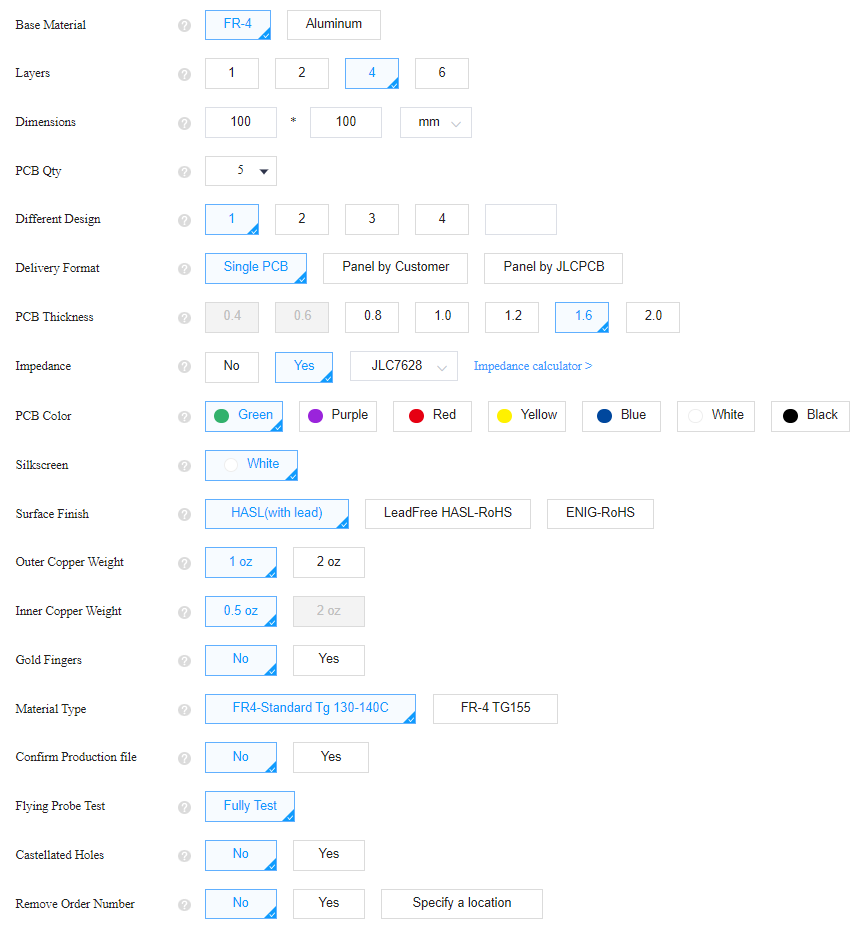 Base Material ? FR-4 Aluminum
Layers ? 1 2 4 6
Dimensions ? 100 * 100 mm
PCB Qty ? 5
Different Design ? 1 2 3 4
Delivery Format ? Single PCB Panel by Customer Panel by JLCPCB
PCB Thickness ? 0.4 0.6 0.8 1.0 1.2 1.6 2.0
Impedance ? No Yes JLC7628 Impedance calculator >
PCB Color ? Green Purple Red Yellow Blue White Black
Silkscreen ? White
Surface Finish ? HASL(with lead) LeadFree HASL-RoHS ENIG-RoHS
Outer Copper Weight ? 1 oz 2 oz
Inner Copper Weight ? 0.5 oz 2 oz
Gold Fingers ? No Yes
Material Type ? FR4-Standard Tg 130-140C FR-4 TG155
Confirm Production file ? No Yes
Flying Probe Test ? Fully Test
Castellated Holes ? No Yes
Remove Order Number ? No Yes Specify a location